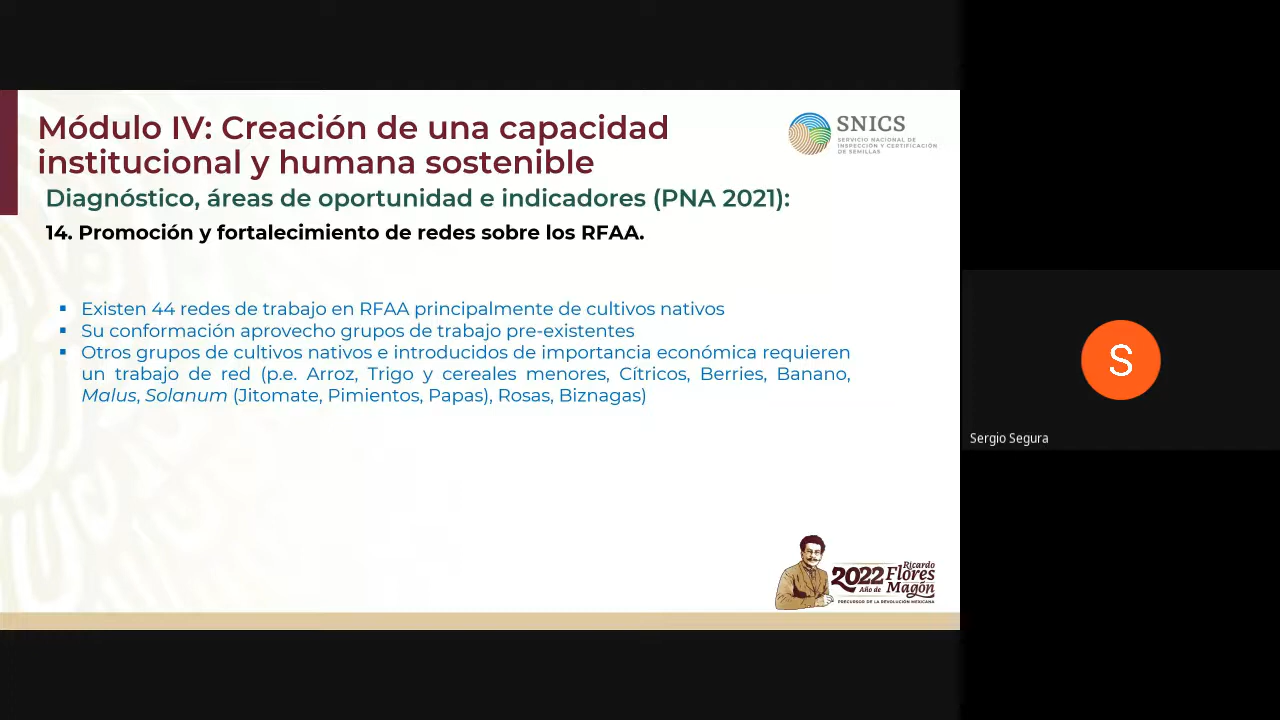 Módulo IV: Creación de una capacidad
institucional y humana sostenible
SNICS
SERVICIO NACIONAL DE
INSPECCIÓN Y CERTIFICACIÓN
DE SEMILLAS
Diagnóstico, áreas de oportunidad e indicadores (PNA 2021):
14. Promoción y fortalecimiento de redes sobre los RFAA.
▪ Existen 44 redes de trabajo en RFAA principalmente de cultivos nativos
▪ Su conformación aprovecho grupos de trabajo pre-existentes
▪ Otros grupos de cultivos nativos e introducidos de importancia económica requieren
un trabajo de red (p.e. Arroz, Trigo y cereales menores, Cítricos, Berries, Banano,
Malus, Solanum (Jitomate, Pimientos, Papas), Rosas, Biznagas)
S
Sergio Segura
2022 Ricardo
Año de Flores
Magón
PRECURSOR DE LA REVOLUCIÓN MEXICANA